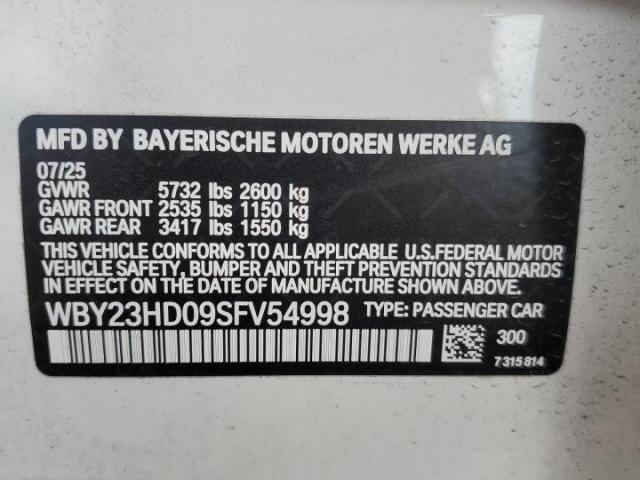 MFD BY BAYERISCHE MOTOREN WERKE AG
07/25
GVWR 5732 lbs 2600 kg
GAWR FRONT 2535 lbs 1150 kg
GAWR REAR 3417 lbs 1550 kg
THIS VEHICLE CONFORMS TO ALL APPLICABLE U.S.FEDERAL MOTOR
VEHICLE SAFETY, BUMPER AND THEFT PREVENTION STANDARDS
IN EFFECT ON THE DATE OF MANUFACTURE SHOWN ABOVE.
WBY23HD09SFV54998 TYPE: PASSENGER CAR
300
7 315 814